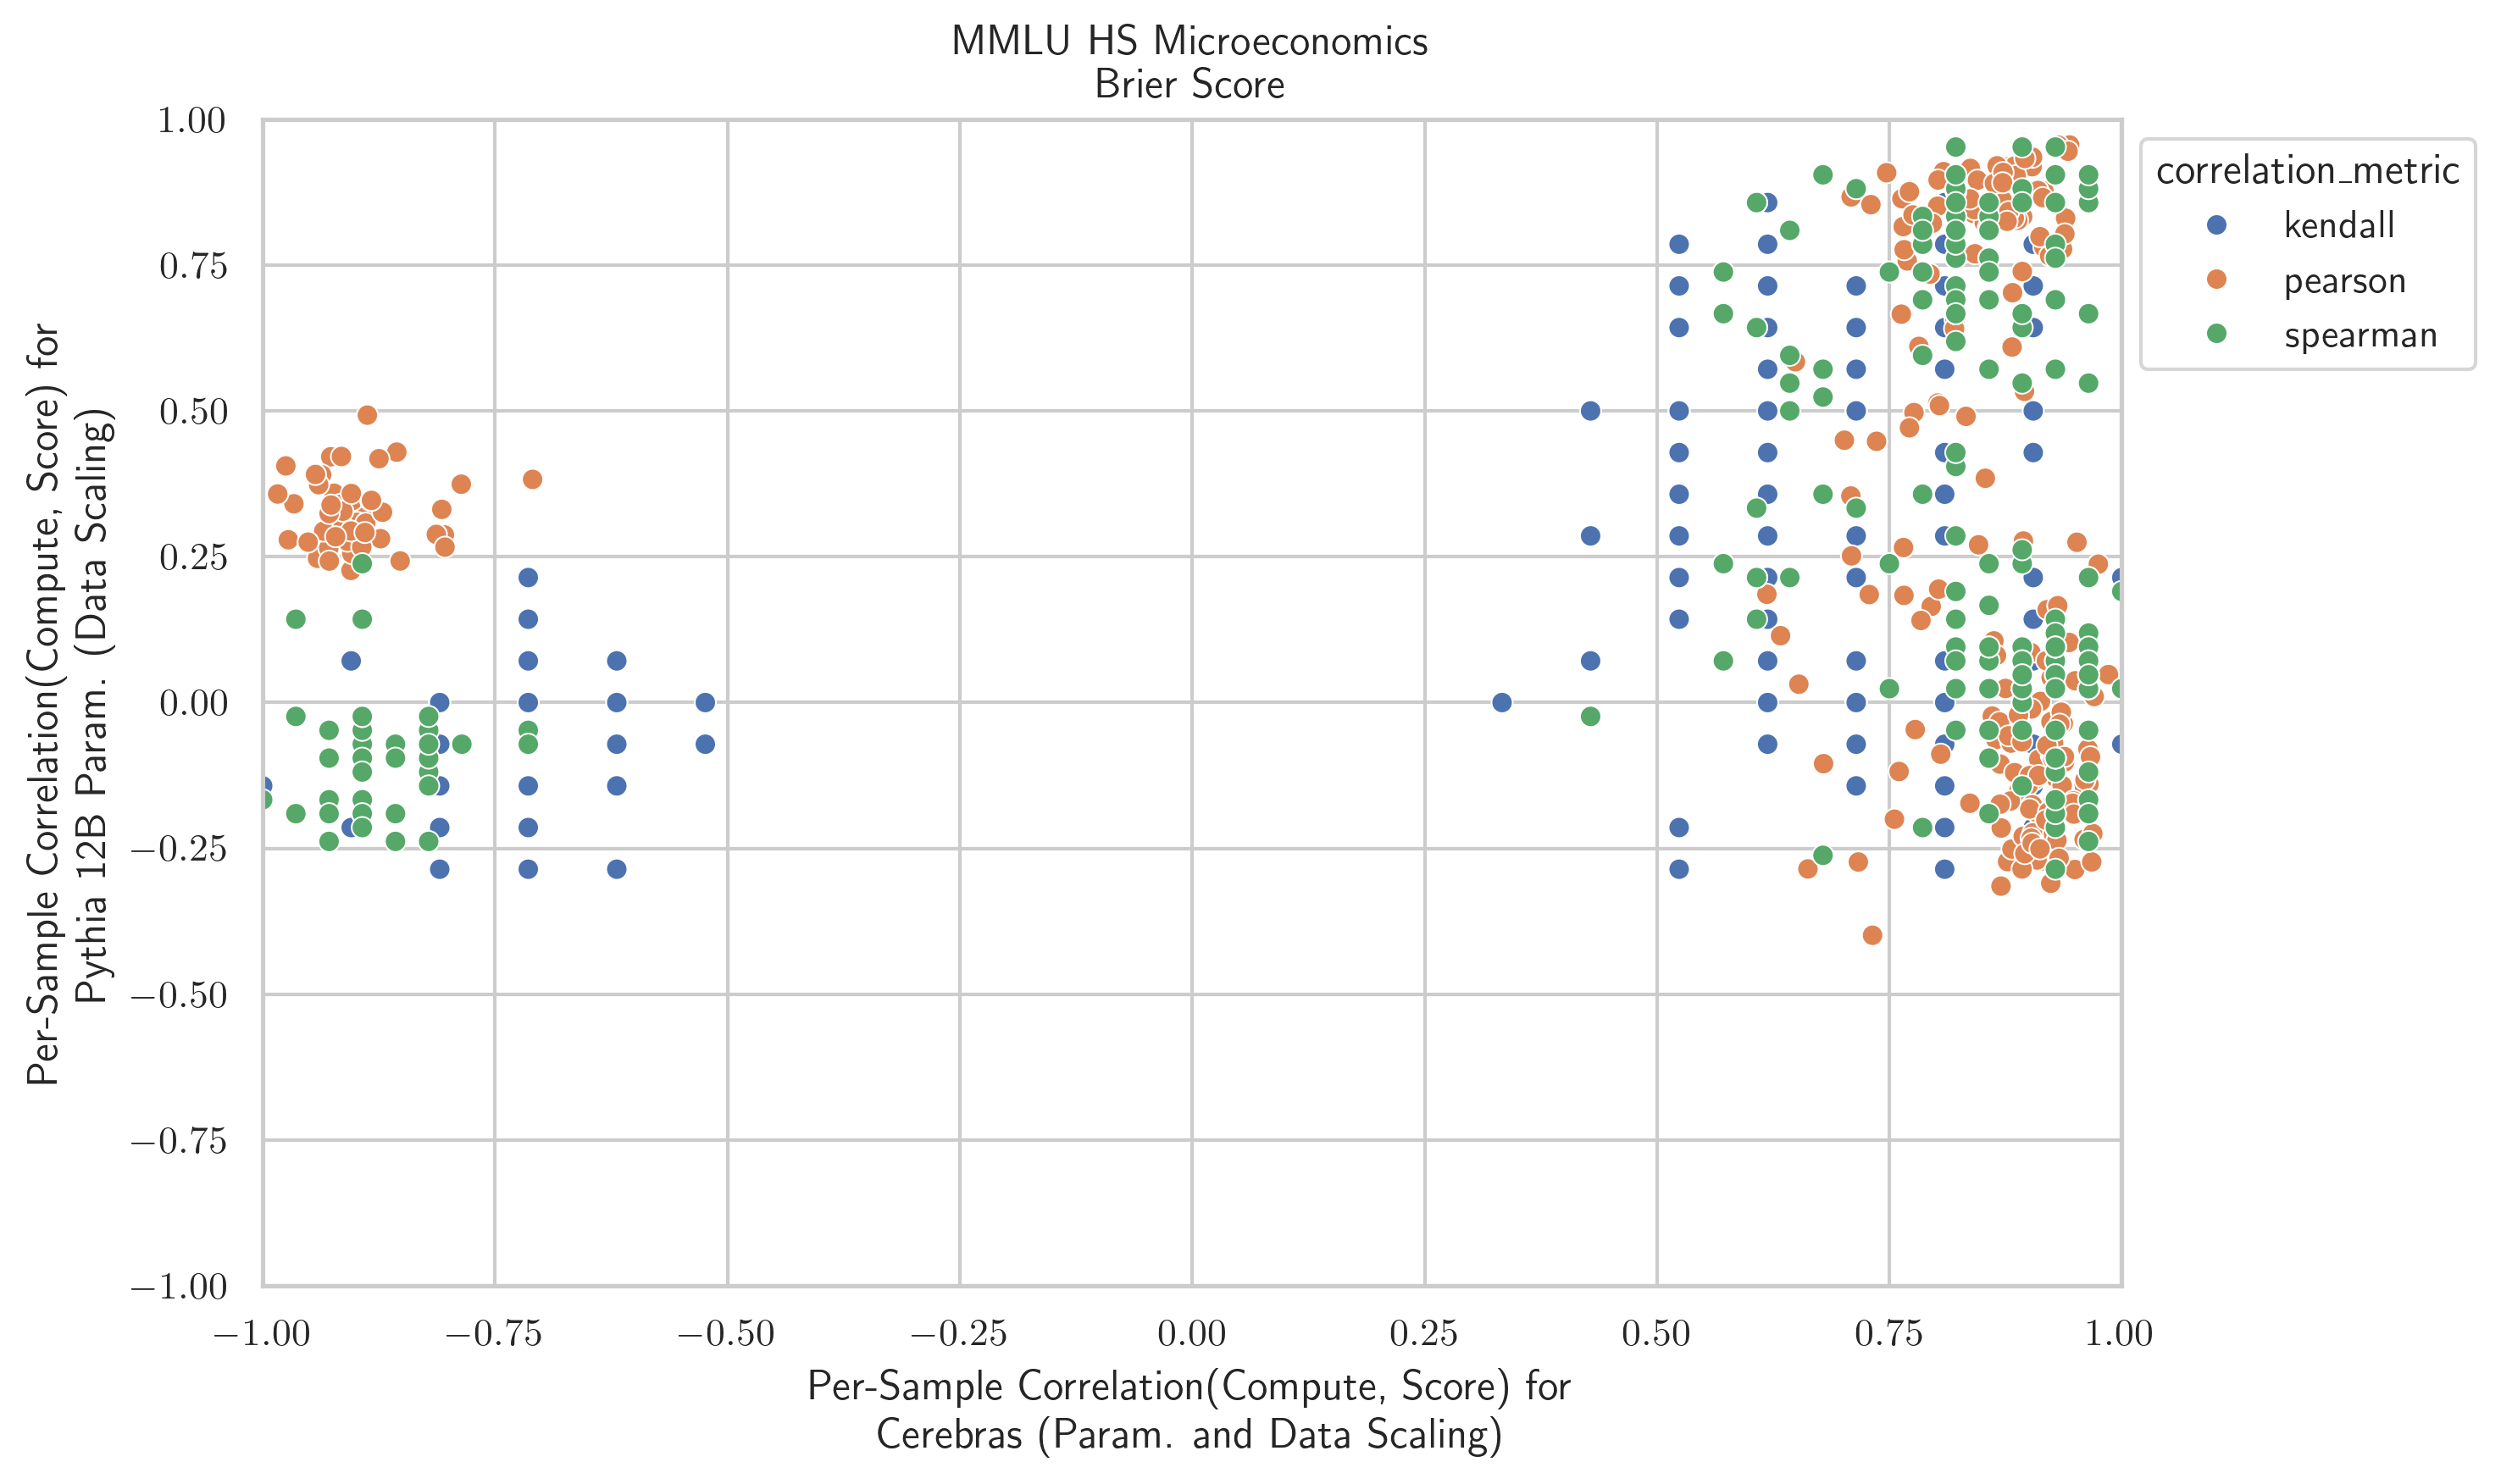 MMLU HS Microeconomics
Brier Score
Per-Sample Correlation(Compute, Score) for
Pythia 12B Param. (Data Scaling)
1.00
0.75
0.50
0.25
0.00
−0.25
−0.50
−0.75
−1.00
−1.00 −0.75 −0.50 −0.25 0.00 0.25 0.50 0.75 1.00
Per-Sample Correlation(Compute, Score) for
Cerebras (Param. and Data Scaling)
correlation_metric
kendall
pearson
spearman